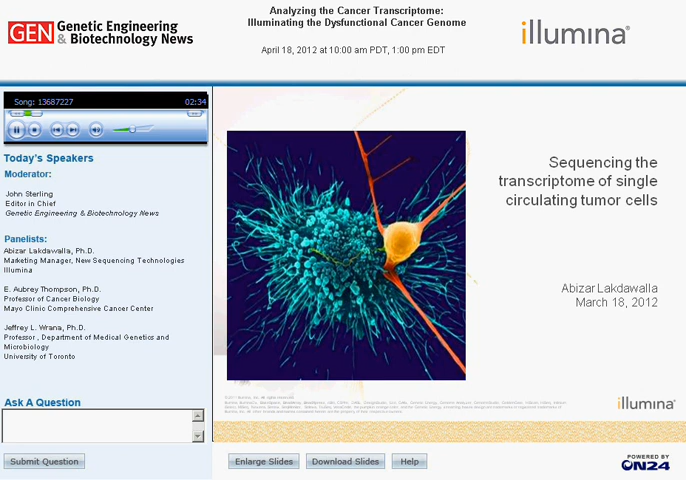 GEN Genetic Engineering
& Biotechnology News
Analyzing the Cancer Transcriptome:
Illuminating the Dysfunctional Cancer Genome
April 18, 2012 at 10:00 am PDT, 1:00 pm EDT
illumina®
Song: 13687227 02:34
Today's Speakers
Moderator:
John Sterling
Editor in Chief
Genetic Engineering & Biotechnology News
Panelists:
Abizar Lakdawalla, Ph.D.
Marketing Manager, New Sequencing Technologies
Illumina
E. Aubrey Thompson, Ph.D.
Professor of Cancer Biology
Mayo Clinic Comprehensive Cancer Center
Jeffrey L. Wrana, Ph.D.
Professor , Department of Medical Genetics and
Microbiology
University of Toronto
Ask A Question
Submit Question
Sequencing the
transcriptome of single
circulating tumor cells
Abizar Lakdawalla
March 18, 2012
illumina®
Enlarge Slides
Download Slides
Help
POWERED BY
ON24